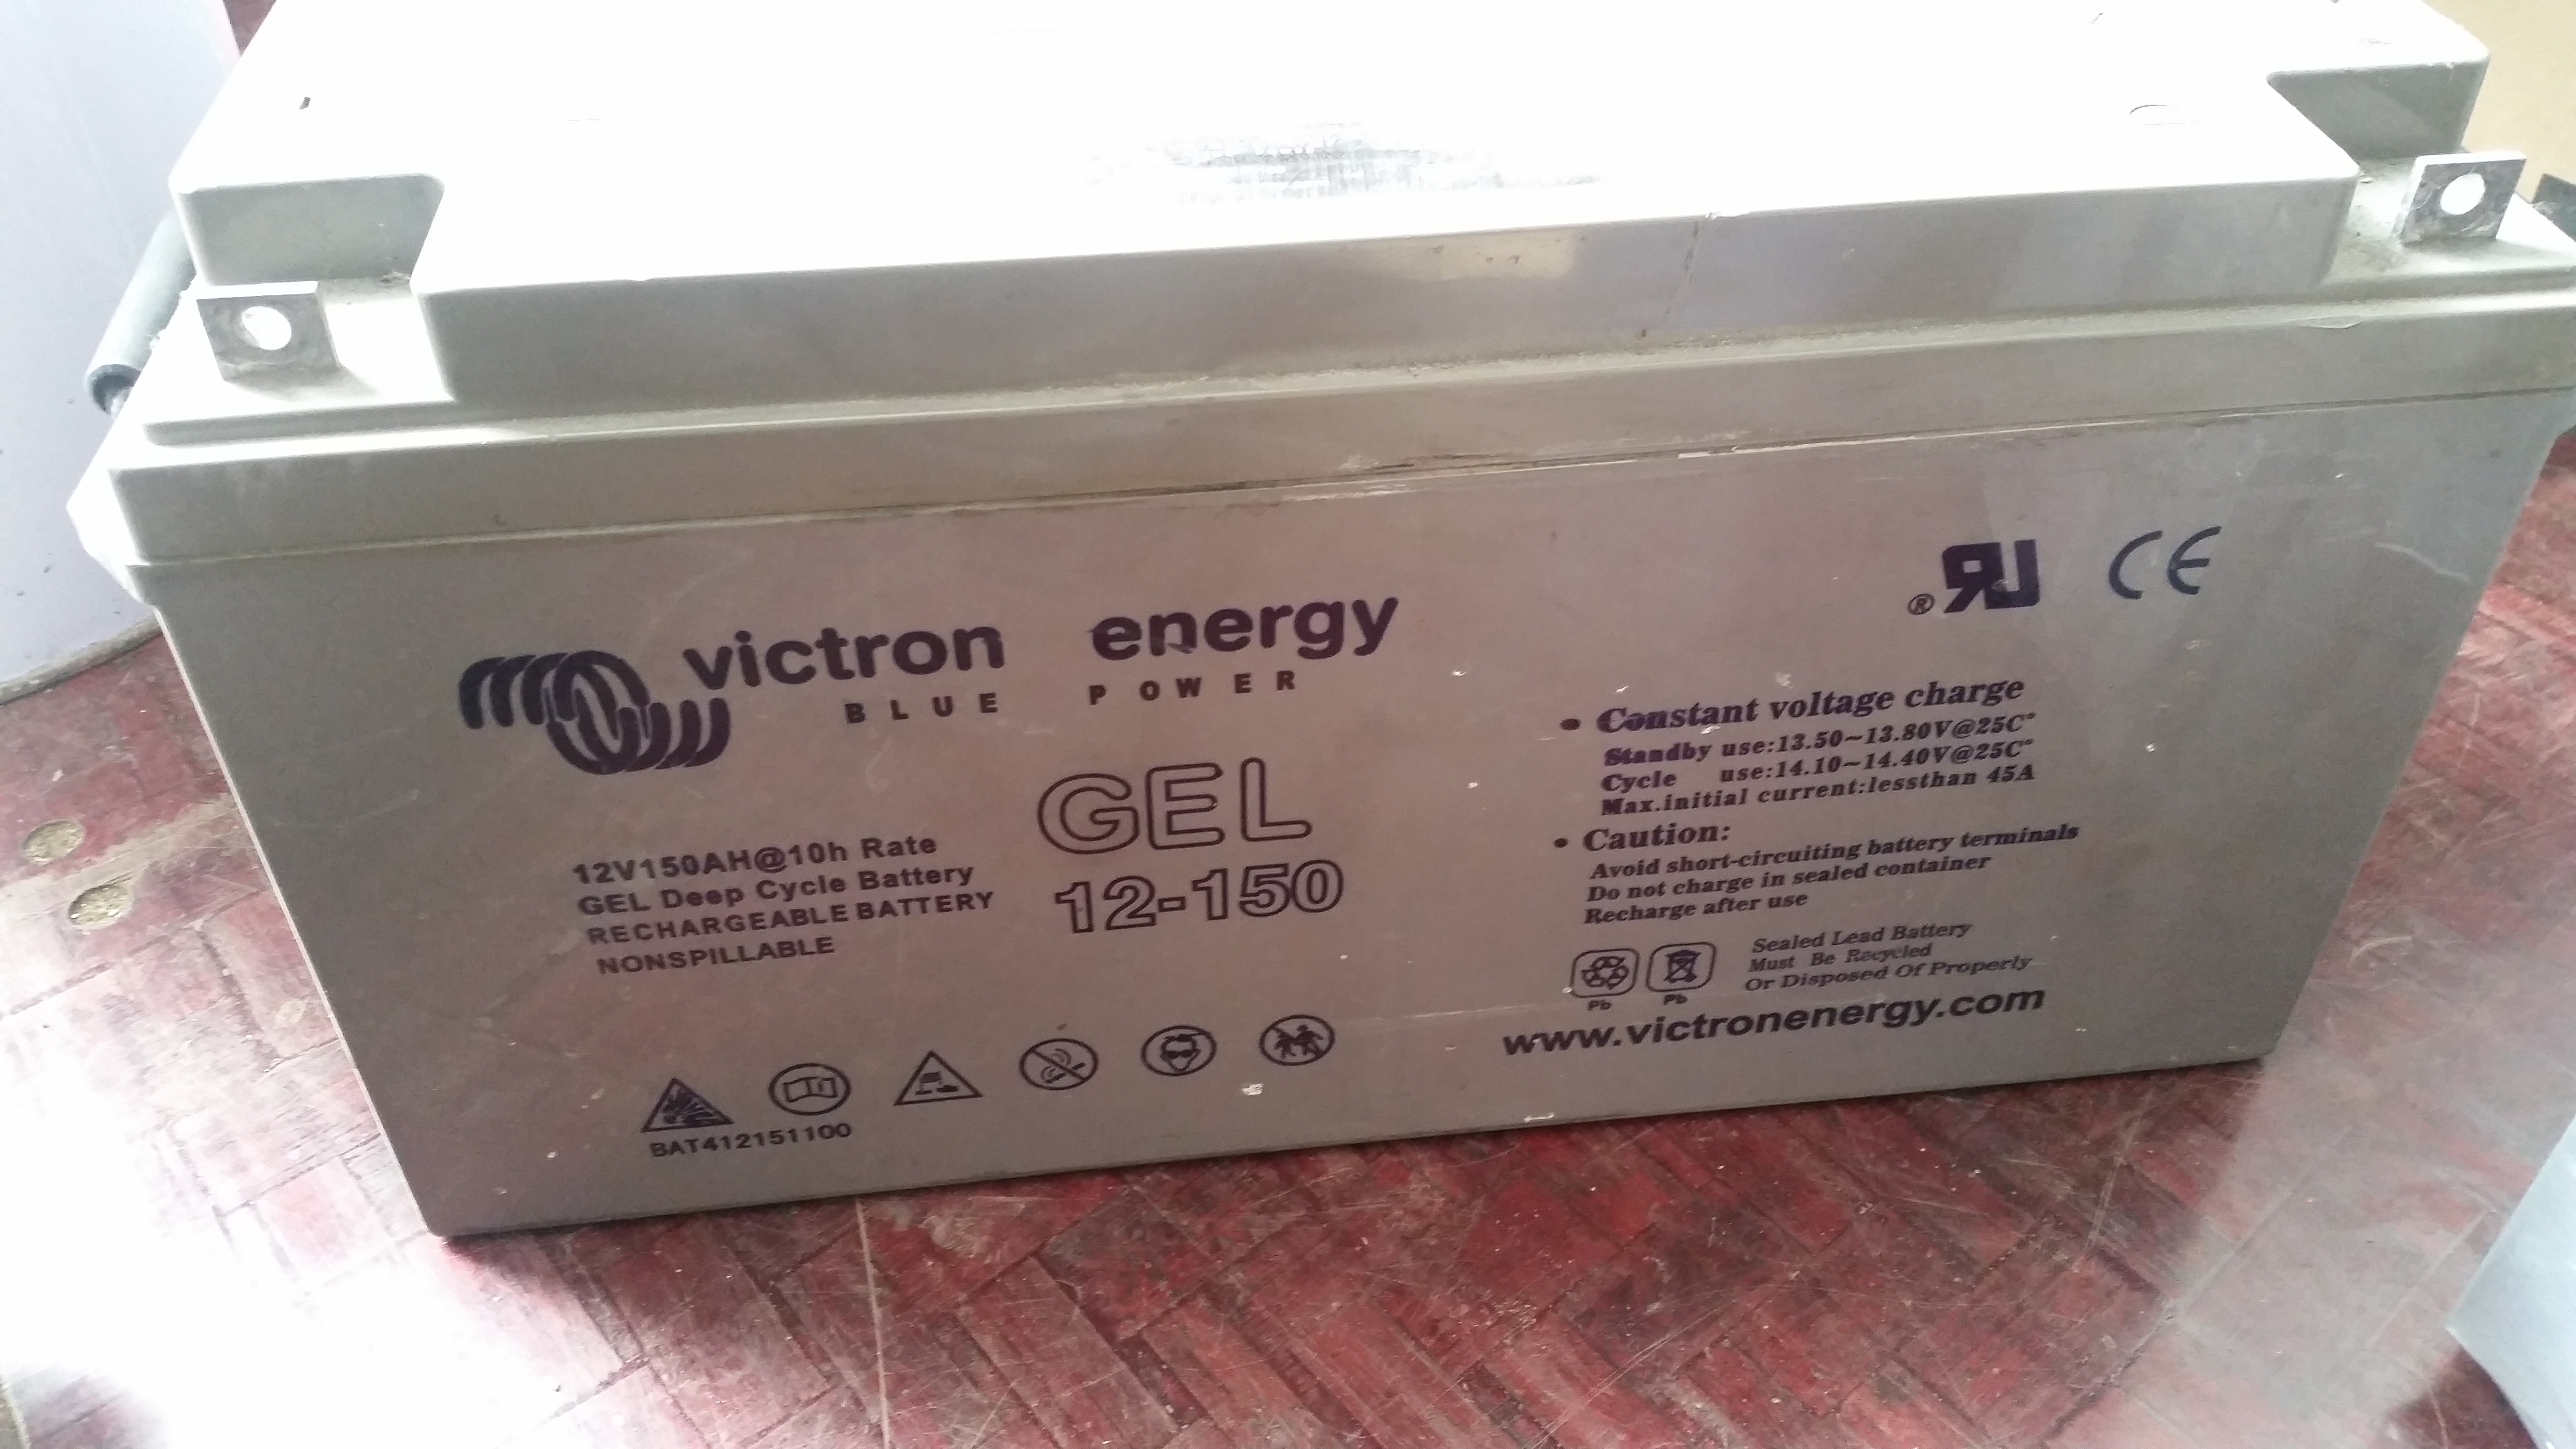 victron energy
BLUE POWER
GEL
12-150
12V150AH@10h Rate
GEL Deep Cycle Battery
RECHARGEABLE BATTERY
NONSPILLABLE
BAT412151100
® RU CE
• Constant voltage charge
Standby use:13.50~13.80V@25C°
Cycle use:14.10~14.40V@25C°
Max.initial current:lessthan 45A
• Caution:
Avoid short-circuiting battery terminals
Do not charge in sealed container
Recharge after use
Pb Pb
Sealed Lead Battery
Must Be Recycled
Or Disposed Of Properly
www.victronenergy.com